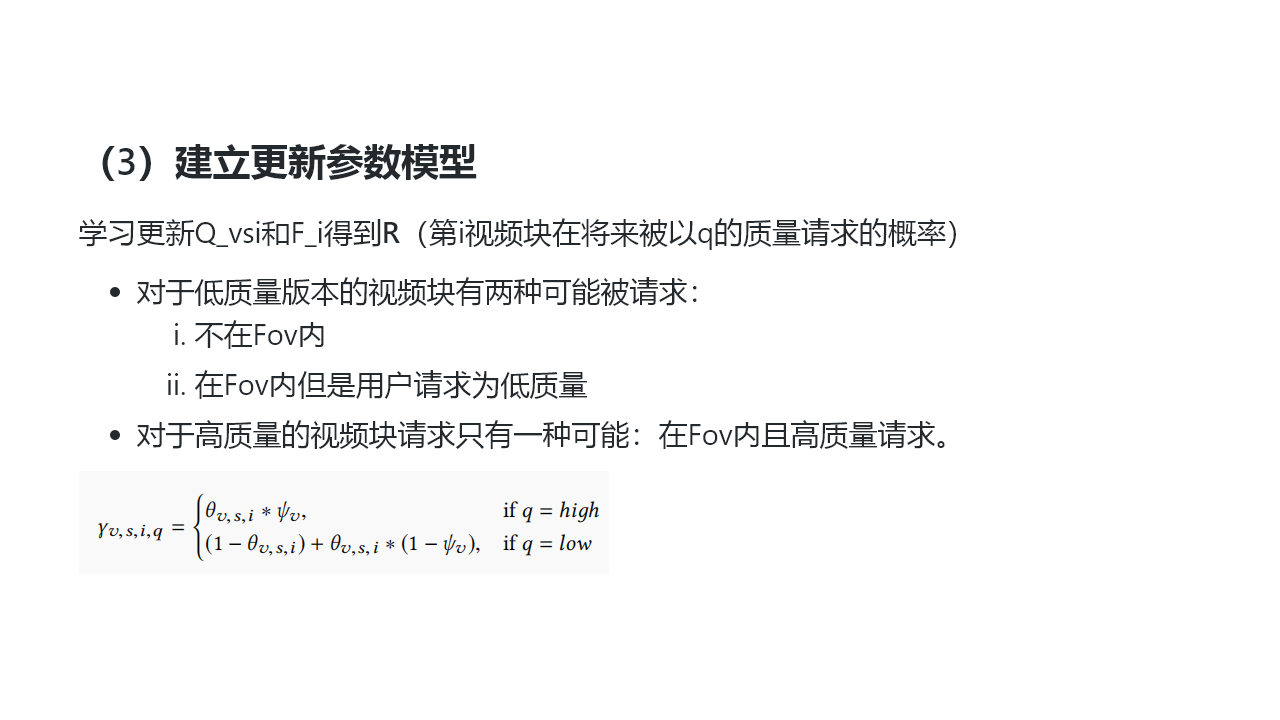 （3）建立更新参数模型
学习更新Q_vsi和F_i得到R（第i视频块在将来被以q的质量请求的概率）
• 对于低质量版本的视频块有两种可能被请求：
i. 不在Fov内
ii. 在Fov内但是用户请求为低质量
• 对于高质量的视频块请求只有一种可能：在Fov内且高质量请求。
γ_{v,s,i,q} = { θ_{v,s,i} * ψ_v, if q = high
(1 − θ_{v,s,i}) + θ_{v,s,i} * (1 − ψ_v), if q = low